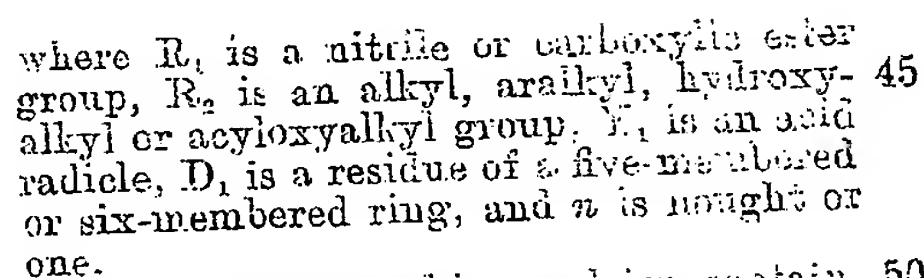 where R₁ is a nitrile or carboxylic ester
group, R₂ is an alkyl, aralkyl, hydroxy- 45
alkyl or acyloxyalkyl group, X₁ is an acid
radicle, D₁ is a residue of a five-membered
or six-membered ring, and n is nought or
one.
50